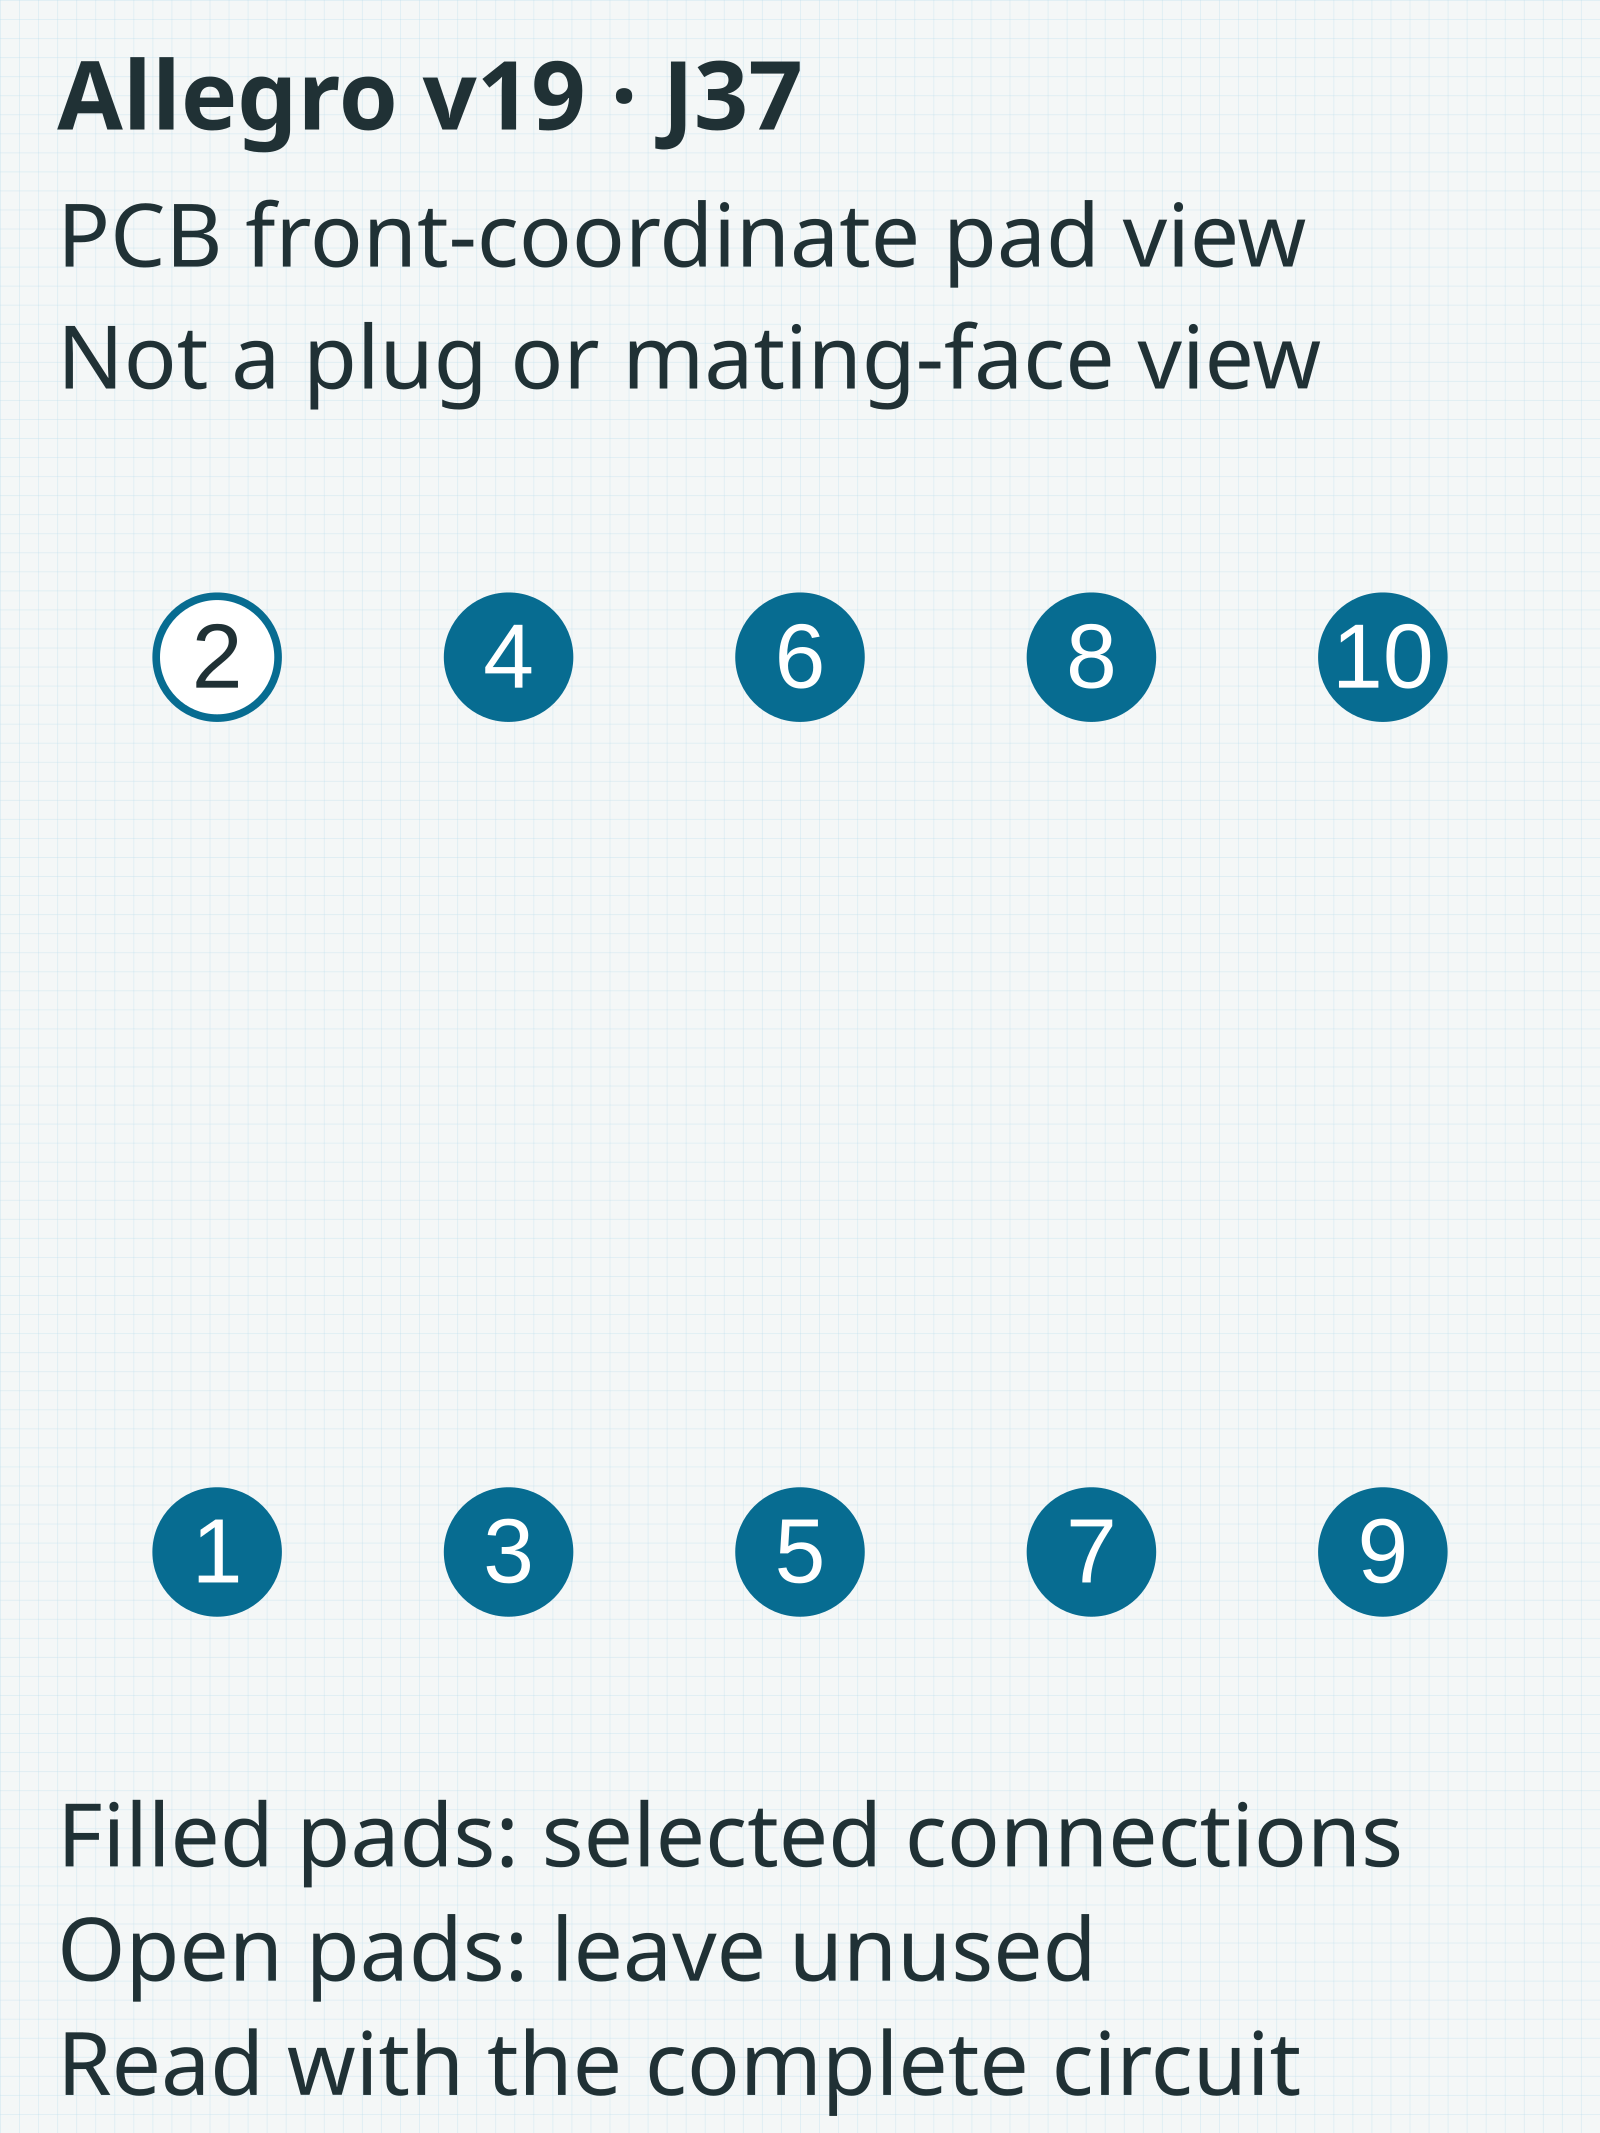 Allegro v19 · J37
PCB front-coordinate pad view
Not a plug or mating-face view
2 4 6 8 10
1 3 5 7 9
Filled pads: selected connections
Open pads: leave unused
Read with the complete circuit